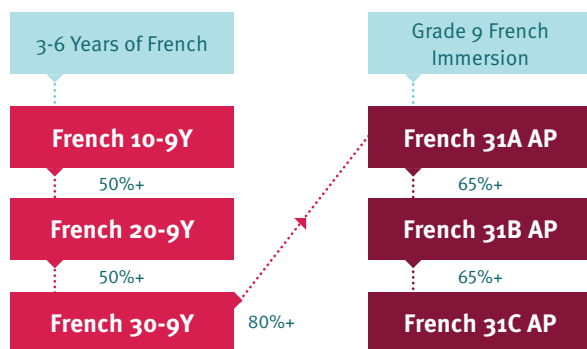 3-6 Years of French
French 10-9Y
50%+
French 20-9Y
50%+
French 30-9Y
80%+
Grade 9 French
Immersion
French 31A AP
65%+
French 31B AP
65%+
French 31C AP